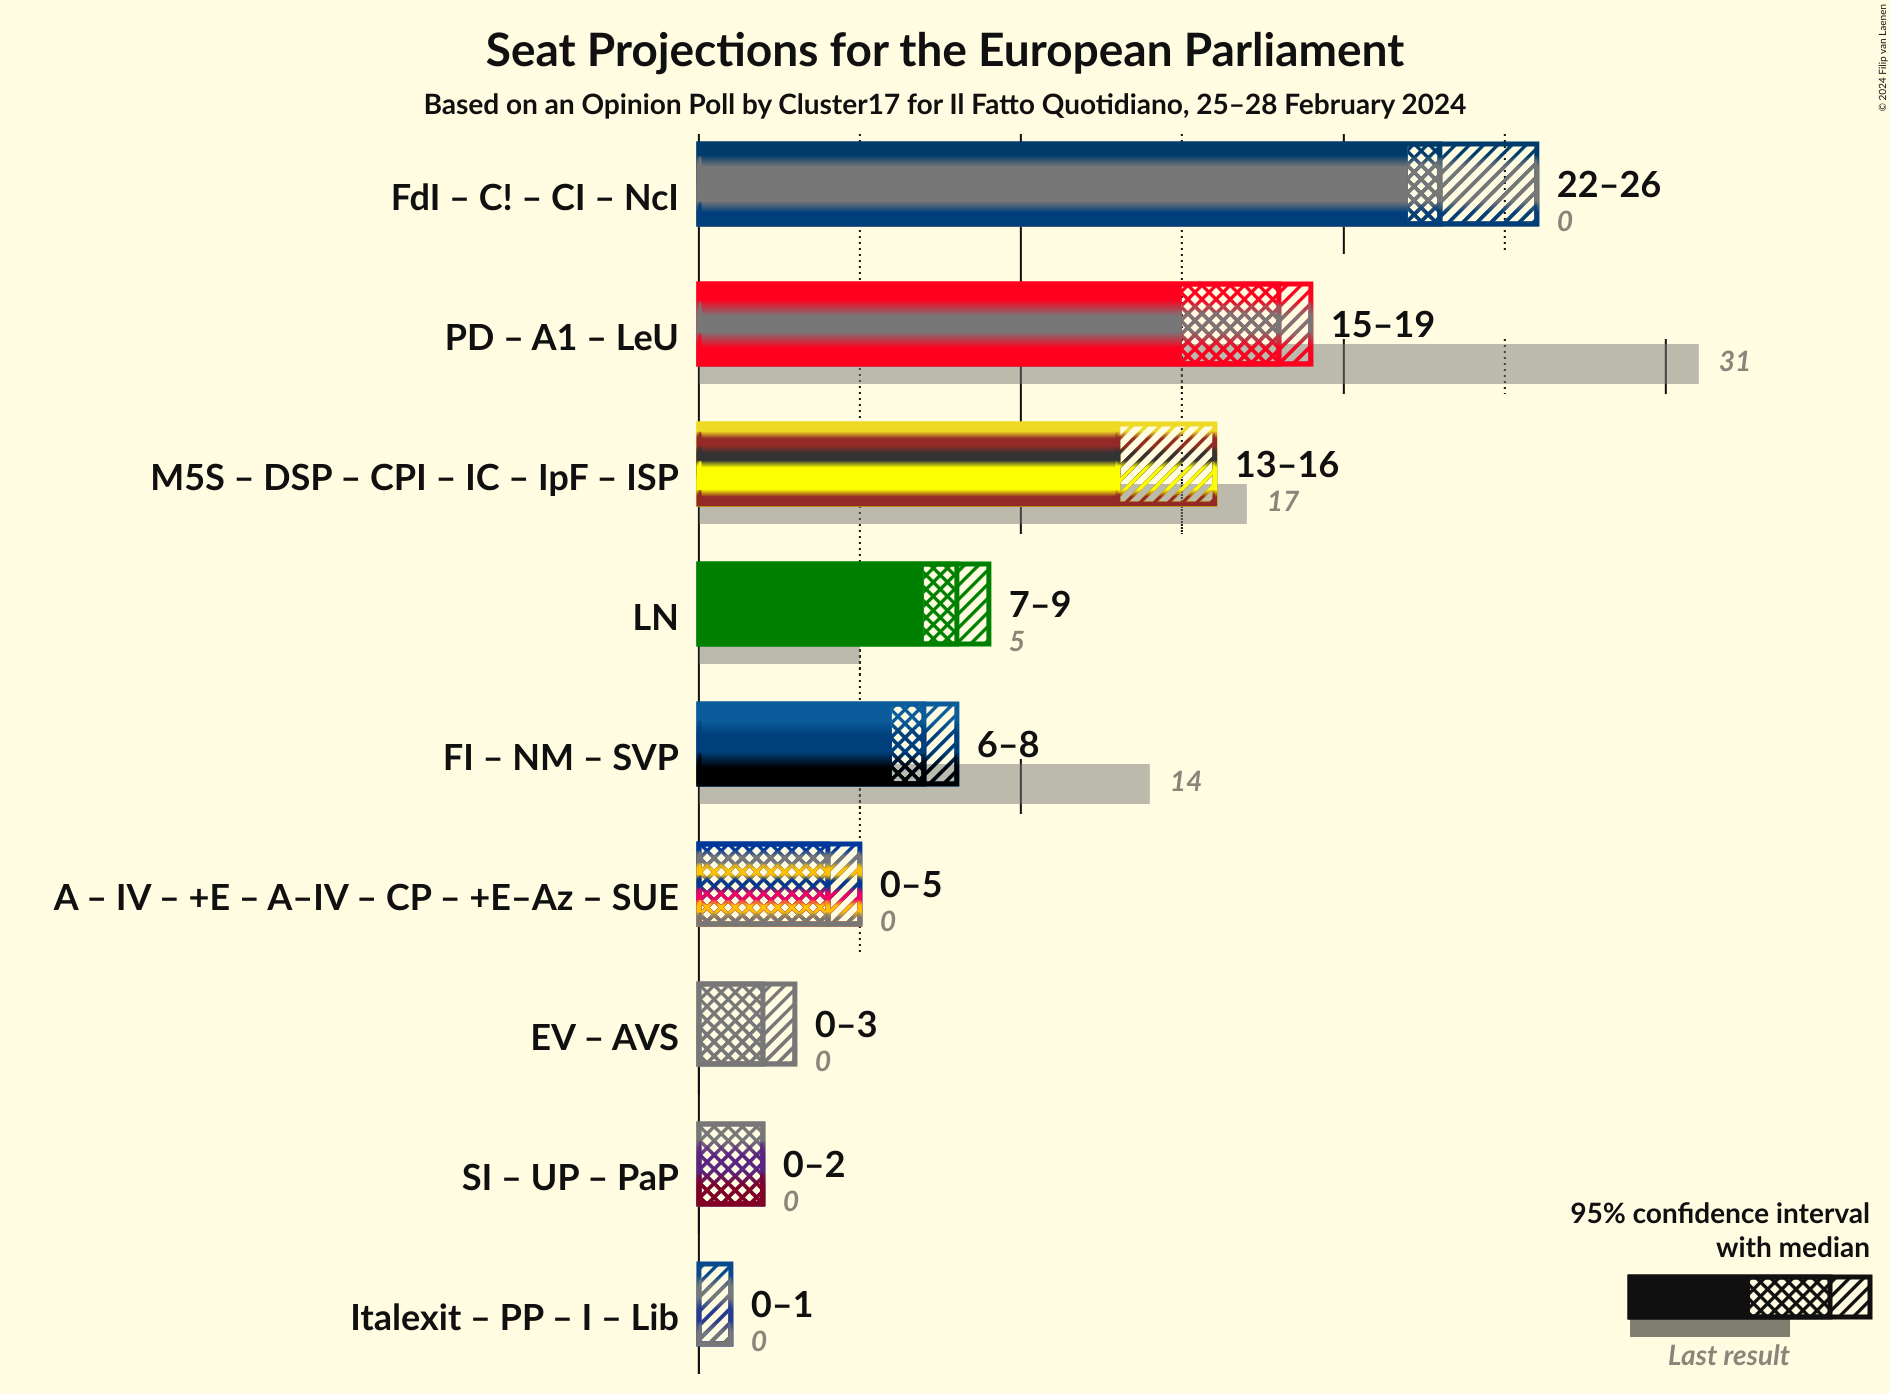 Seat Projections for the European Parliament
Based on an Opinion Poll by Cluster17 for Il Fatto Quotidiano, 25–28 February 2024
© 2024 Filip van Laenen
FdI – C! – CI – NcI
22–26
0
PD – A1 – LeU
15–19
31
M5S – DSP – CPI – IC – IpF – ISP
13–16
17
LN
7–9
5
FI – NM – SVP
6–8
14
A – IV – +E – A–IV – CP – +E–Az – SUE
0–5
0
EV – AVS
0–3
0
SI – UP – PaP
0–2
0
Italexit – PP – I – Lib
0–1
0
95% confidence interval
with median
Last result